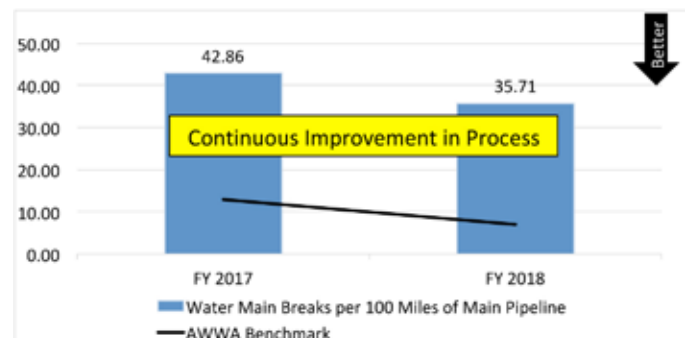 50.00
42.86
Better
40.00
35.71
30.00
Continuous Improvement in Process
20.00
10.00
0.00
FY 2017
FY 2018
Water Main Breaks per 100 Miles of Main Pipeline
AWWA Benchmark